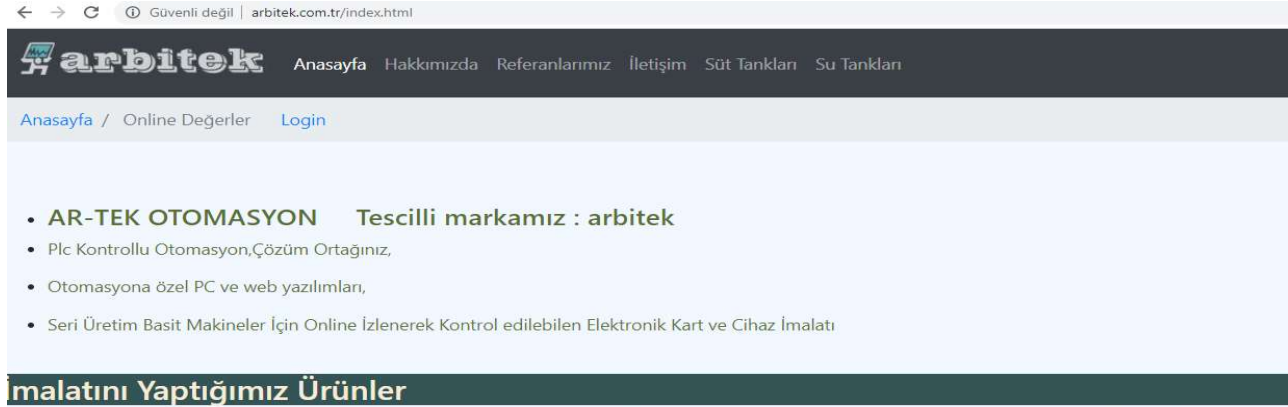 Güvenli değil | arbitek.com.tr/index.html
arbitek Anasayfa Hakkımızda Referanlarımız İletişim Süt Tankları Su Tankları
Anasayfa / Online Değerler Login
AR-TEK OTOMASYON Tescilli markamız : arbitek
Plc Kontrollu Otomasyon,Çözüm Ortağınız,
Otomasyona özel PC ve web yazılımları,
Seri Üretim Basit Makineler İçin Online İzlenerek Kontrol edilebilen Elektronik Kart ve Cihaz İmalatı
İmalatını Yaptığımız Ürünler